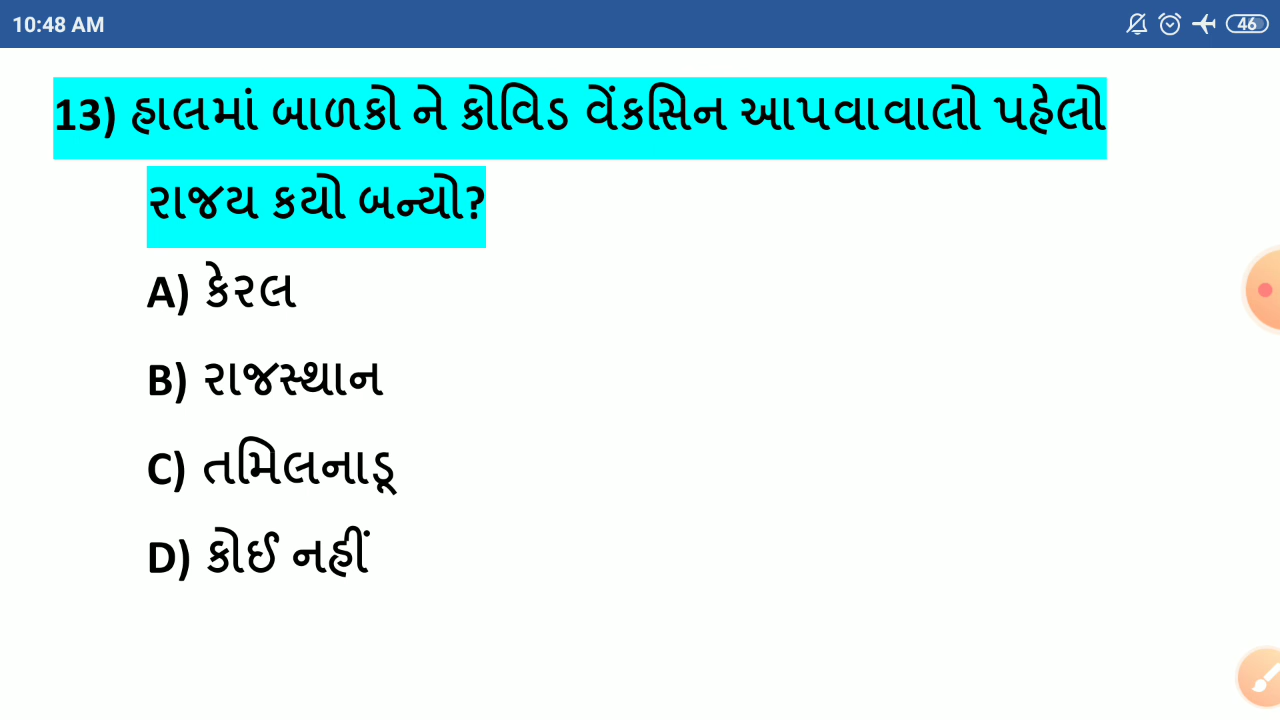 10:48 AM 46
13) હાલમાં બાળકો ને કોવિડ વેંકસિન આપવાવાલો પહેલો
રાજય કયો બન્યો?
A) કેરલ
B) રાજસ્થાન
C) તમિલનાડૂ
D) કોઈ નહીં